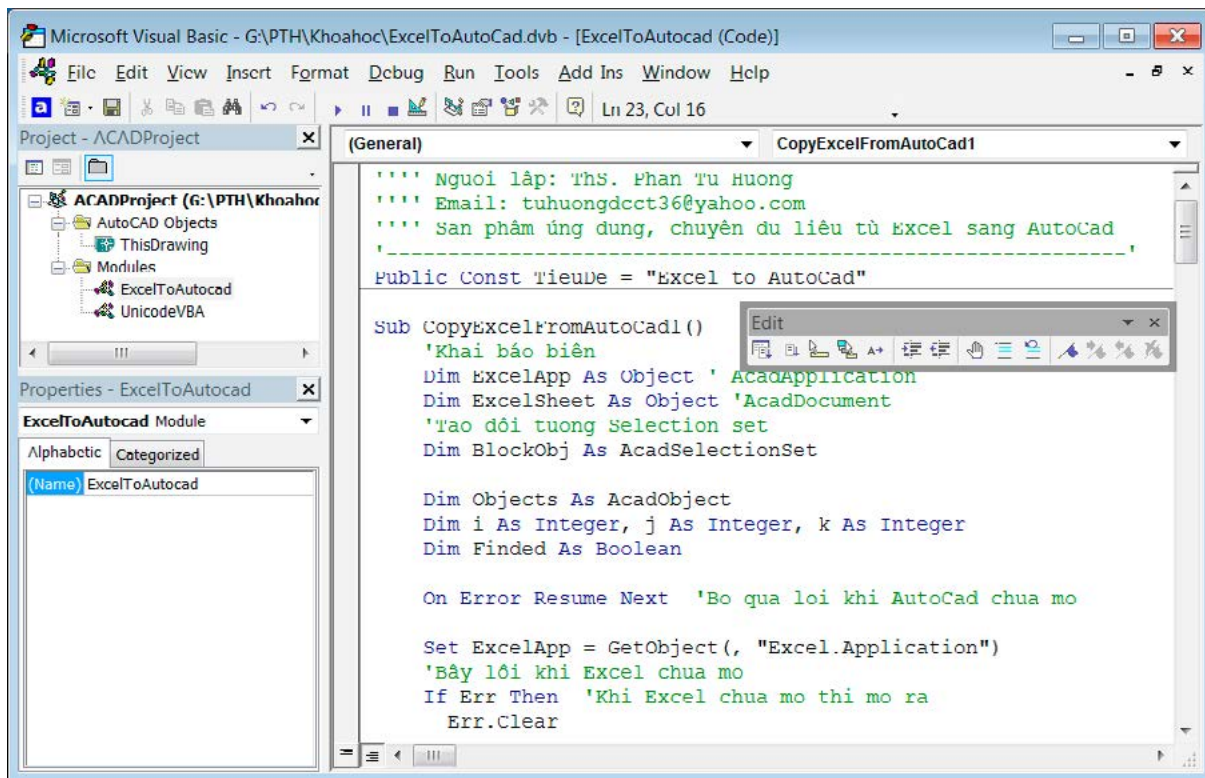 Microsoft Visual Basic - G:\PTH\Khoahoc\ExcelToAutoCad.dvb - [ExcelToAutocad (Code)]
File Edit View Insert Format Debug Run Tools Add Ins Window Help
Ln 23, Col 16
Project - ACADProject
ACADProject (G:\PTH\Khoahoc
AutoCAD Objects
ThisDrawing
Modules
ExcelToAutocad
UnicodeVBA
Properties - ExcelToAutocad
ExcelToAutocad Module
Alphabetic Categorized
(Name) ExcelToAutocad
(General) CopyExcelFromAutoCad1
'''' Nguoi lâp: ThS. Phan Tu Huong
'''' Email: tuhuongdcct36@yahoo.com
'''' San phâm úng dung, chuyên du liêu tù Excel sang AutoCad
'-------------------------------------------------------------'
Public Const TieuDe = "Excel to AutoCad"
Sub CopyExcelFromAutoCad1()
'Khai báo biên
Dim ExcelApp As Object ' AcadApplication
Dim ExcelSheet As Object 'AcadDocument
'Tao dôi tuong Selection set
Dim BlockObj As AcadSelectionSet
Dim Objects As AcadObject
Dim i As Integer, j As Integer, k As Integer
Dim Finded As Boolean
On Error Resume Next 'Bo qua loi khi AutoCad chua mo
Set ExcelApp = GetObject(, "Excel.Application")
'Bây lôi khi Excel chua mo
If Err Then 'Khi Excel chua mo thi mo ra
Err.Clear
Edit